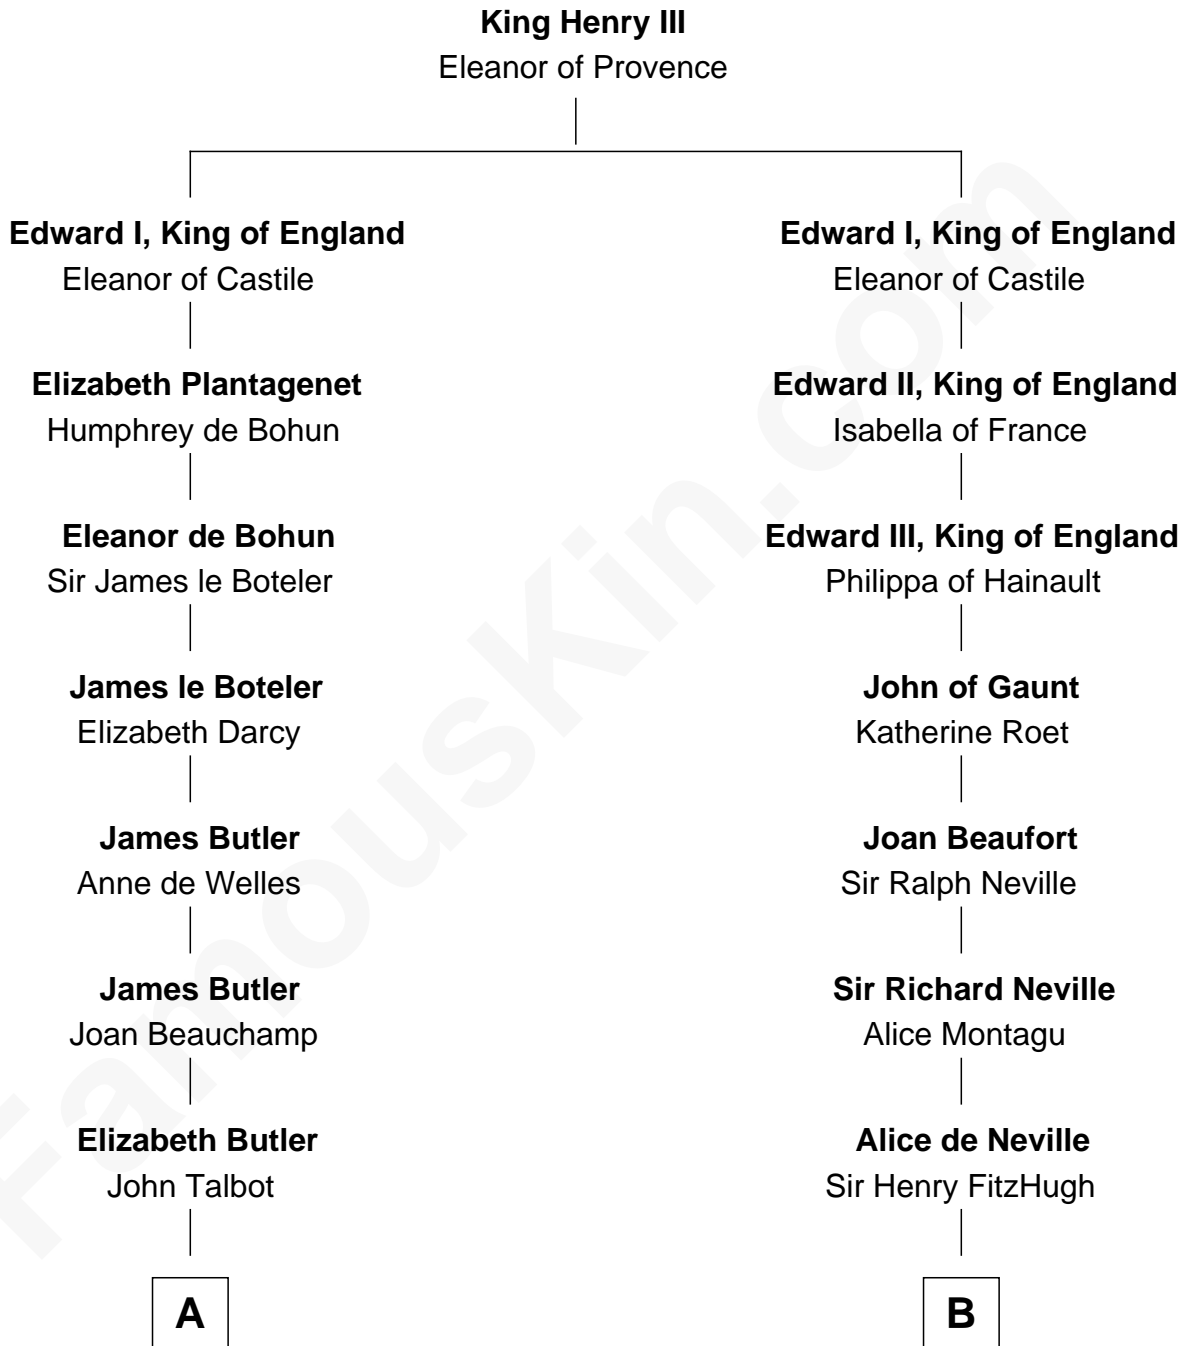 King Henry III
Eleanor of Provence
Edward I, King of England
Eleanor of Castile
Elizabeth Plantagenet
Humphrey de Bohun
Eleanor de Bohun
Sir James le Boteler
James le Boteler
Elizabeth Darcy
James Butler
Anne de Welles
James Butler
Joan Beauchamp
Elizabeth Butler
John Talbot
A
Edward I, King of England
Eleanor of Castile
Edward II, King of England
Isabella of France
Edward III, King of England
Philippa of Hainault
John of Gaunt
Katherine Roet
Joan Beaufort
Sir Ralph Neville
Sir Richard Neville
Alice Montagu
Alice de Neville
Sir Henry FitzHugh
B
FamousKin.com